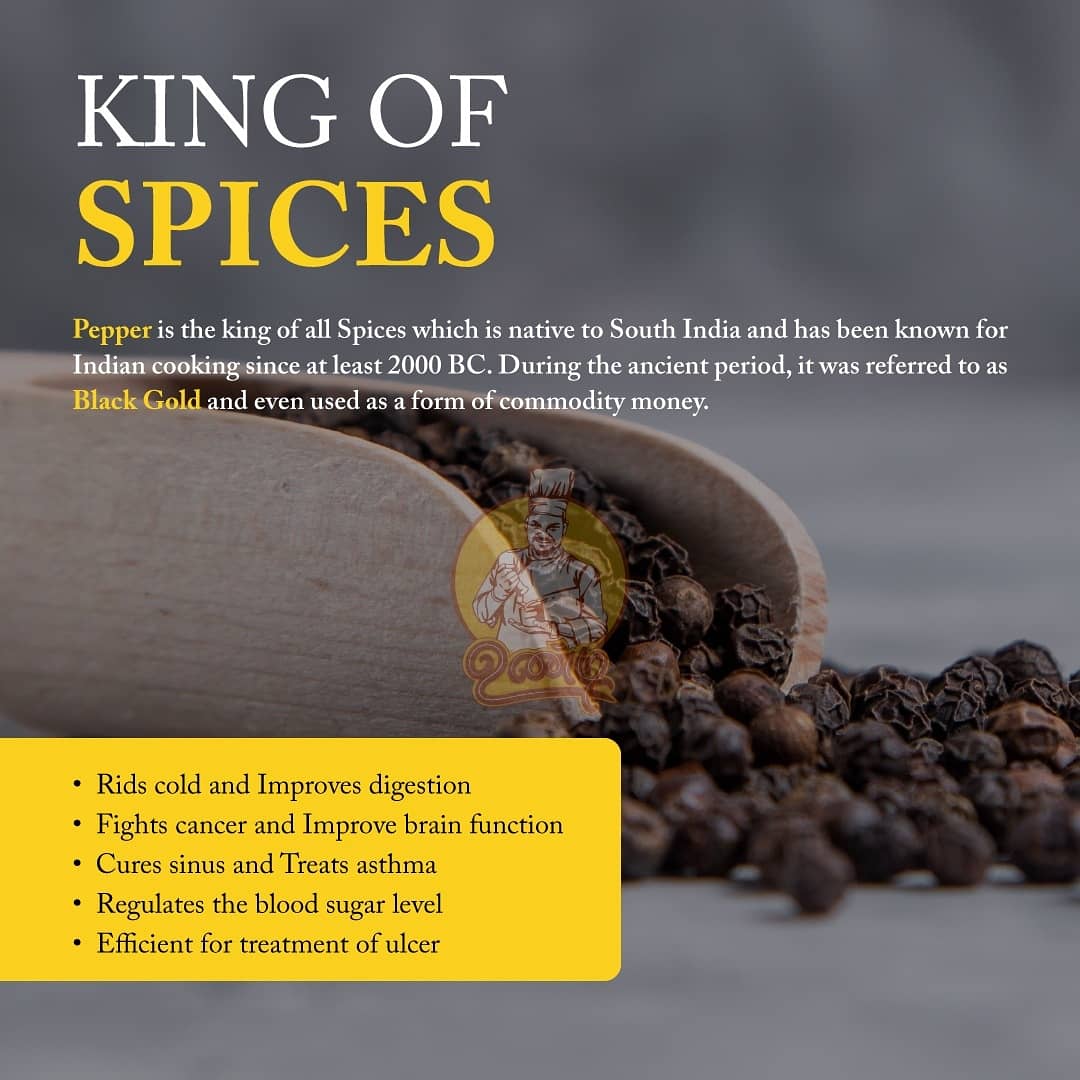 KING OF
SPICES
Pepper is the king of all Spices which is native to South India and has been known for
Indian cooking since at least 2000 BC. During the ancient period, it was referred to as
Black Gold and even used as a form of commodity money.
உண்டி
• Rids cold and Improves digestion
• Fights cancer and Improve brain function
• Cures sinus and Treats asthma
• Regulates the blood sugar level
• Efficient for treatment of ulcer